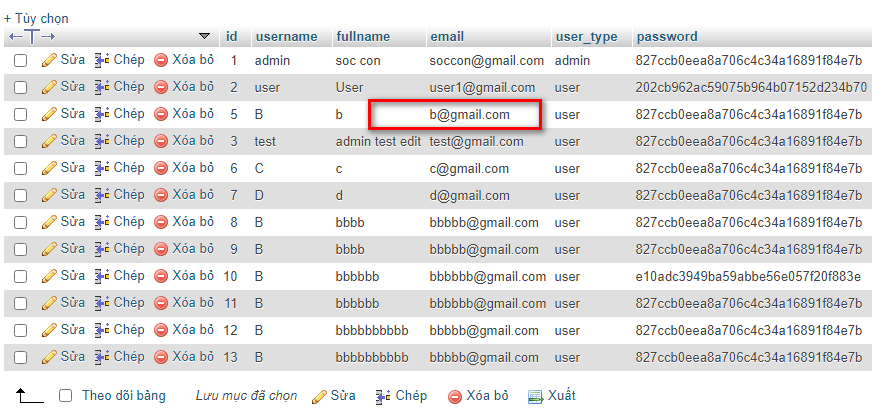 + Tùy chọn
id username fullname email user_type password
Sửa Chép Xóa bỏ 1 admin soc con soccon@gmail.com admin 827ccb0eea8a706c4c34a16891f84e7b
Sửa Chép Xóa bỏ 2 user User user1@gmail.com user 202cb962ac59075b964b07152d234b70
Sửa Chép Xóa bỏ 5 B b b@gmail.com user 827ccb0eea8a706c4c34a16891f84e7b
Sửa Chép Xóa bỏ 3 test admin test edit test@gmail.com user 827ccb0eea8a706c4c34a16891f84e7b
Sửa Chép Xóa bỏ 6 C c c@gmail.com user 827ccb0eea8a706c4c34a16891f84e7b
Sửa Chép Xóa bỏ 7 D d d@gmail.com user 827ccb0eea8a706c4c34a16891f84e7b
Sửa Chép Xóa bỏ 8 B bbbb bbbbb@gmail.com user 827ccb0eea8a706c4c34a16891f84e7b
Sửa Chép Xóa bỏ 9 B bbbb bbbbb@gmail.com user 827ccb0eea8a706c4c34a16891f84e7b
Sửa Chép Xóa bỏ 10 B bbbbbb bbbbbb@gmail.com user e10adc3949ba59abbe56e057f20f883e
Sửa Chép Xóa bỏ 11 B bbbbbb bbbbbb@gmail.com user 827ccb0eea8a706c4c34a16891f84e7b
Sửa Chép Xóa bỏ 12 B bbbbbbbbbb bbbbb@gmail.com user 827ccb0eea8a706c4c34a16891f84e7b
Sửa Chép Xóa bỏ 13 B bbbbbbbbbb bbbbb@gmail.com user 827ccb0eea8a706c4c34a16891f84e7b
Theo dõi bảng Lưu mục đã chọn Sửa Chép Xóa bỏ Xuất